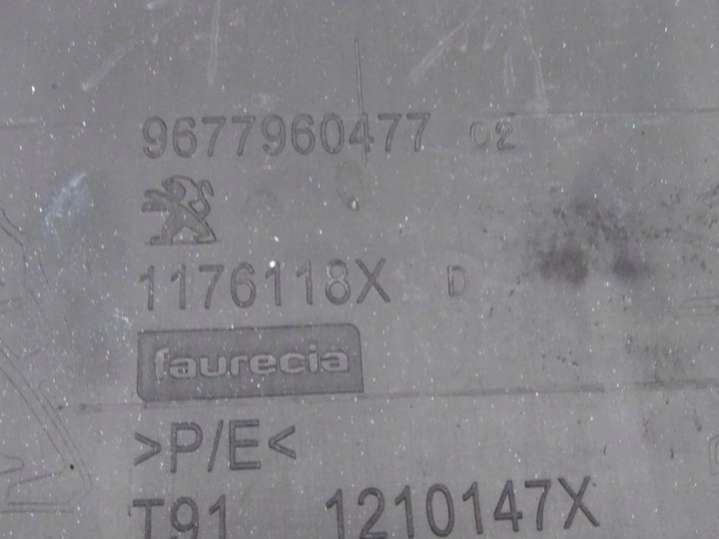 9677960477 02
1176118X D
faurecia
>P/E<
T91 1210147X